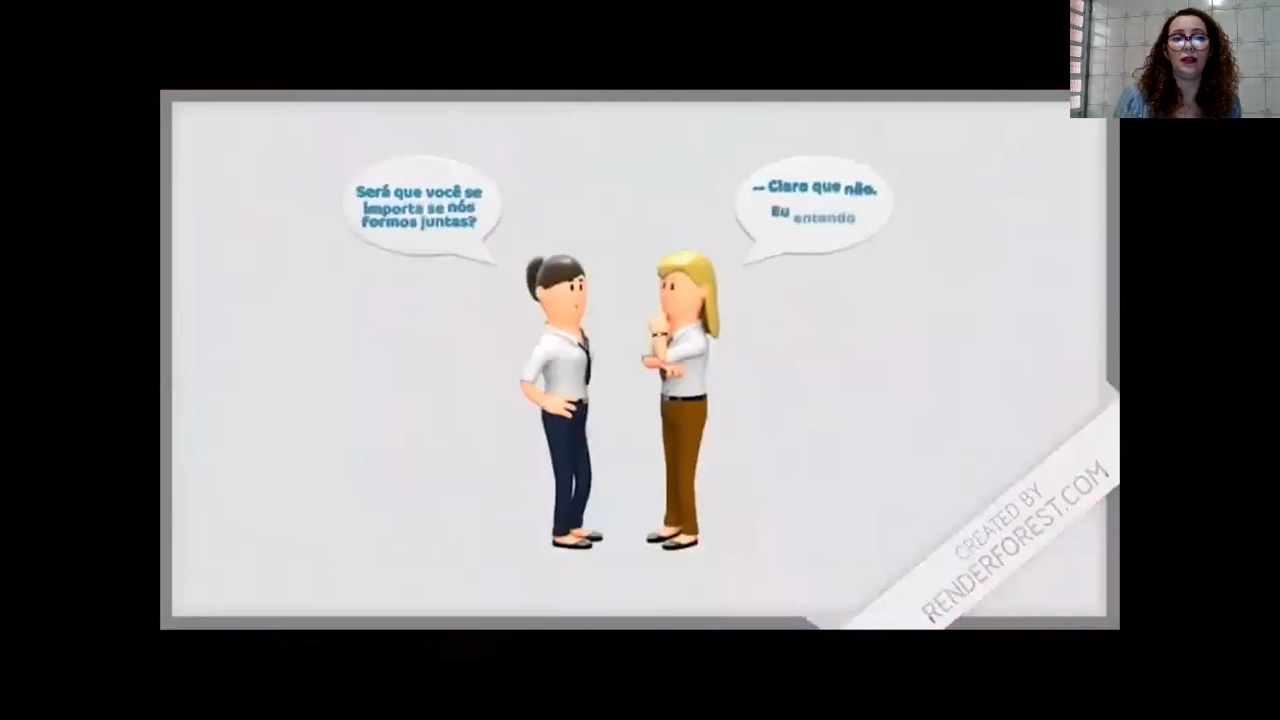 Será que você se
importa se nós
formos juntas?
-- Claro que não.
Eu entendo
CREATED BY
RENDERFOREST.COM